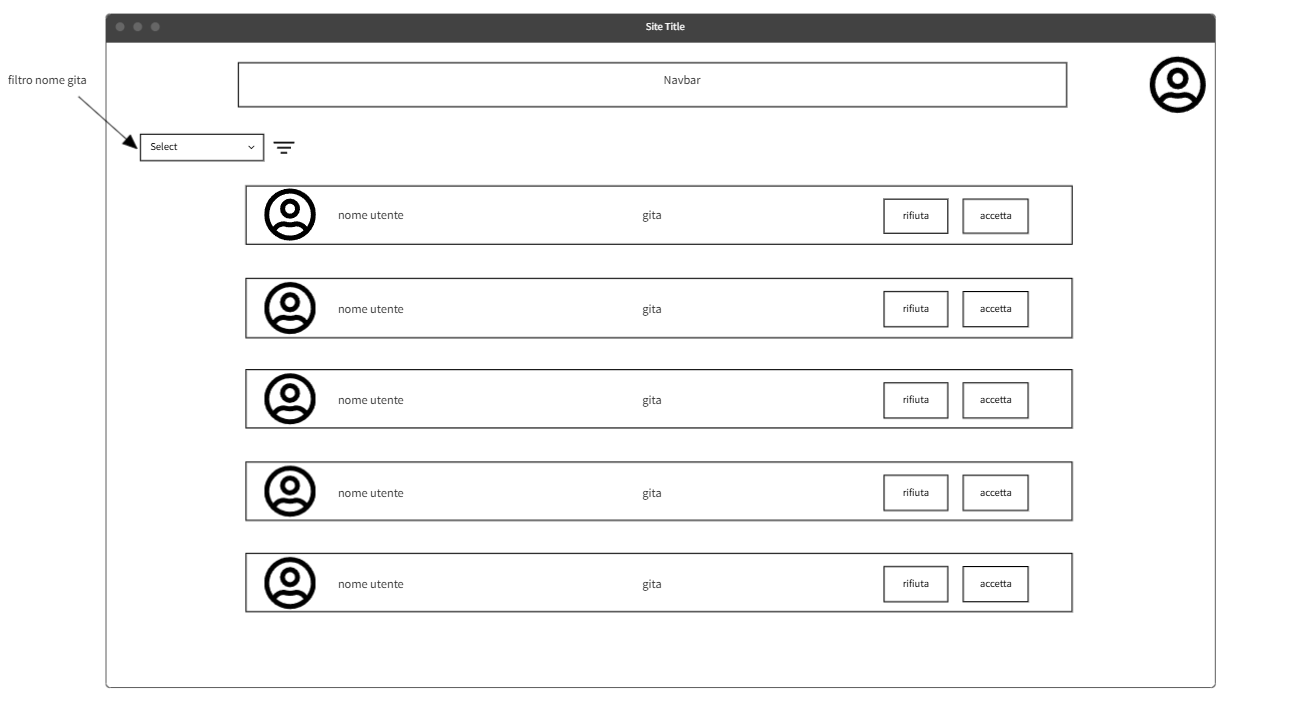 Site Title
filtro nome gita
Navbar
Select
nome utente gita rifiuta accetta
nome utente gita rifiuta accetta
nome utente gita rifiuta accetta
nome utente gita rifiuta accetta
nome utente gita rifiuta accetta